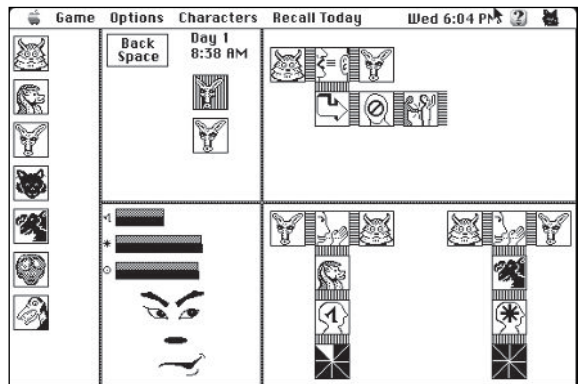 Game Options Characters Recall Today Wed 6:04 PM
Back
Space
Day 1
8:38 AM